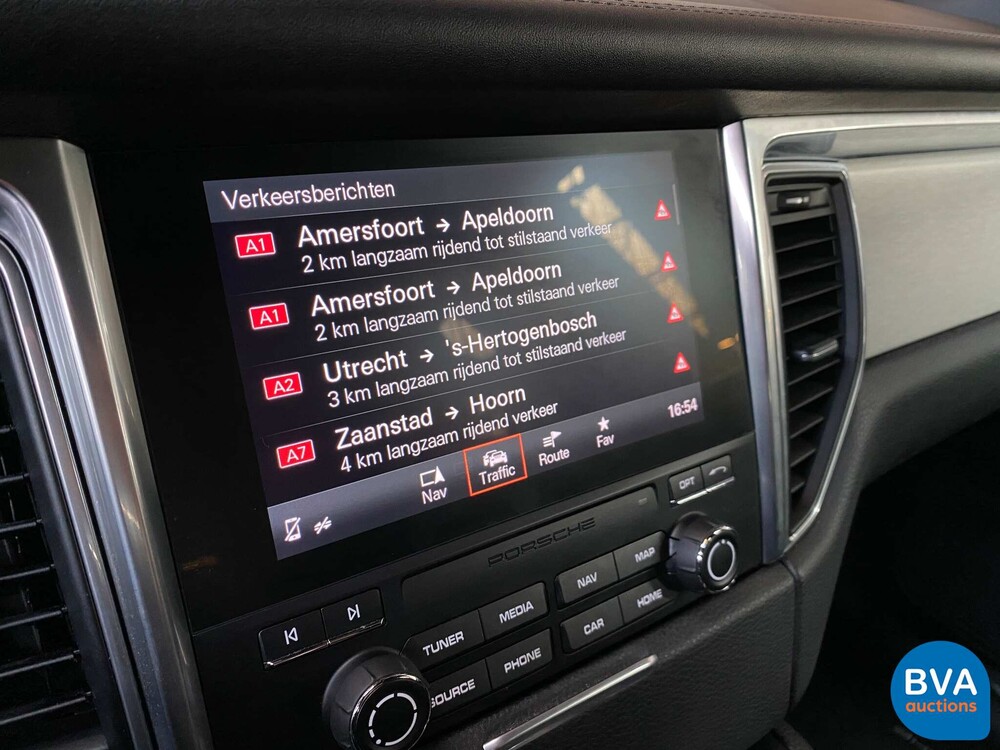 Verkeersberichten
A1 Amersfoort → Apeldoorn
2 km langzaam rijdend tot stilstaand verkeer
A1 Amersfoort → Apeldoorn
2 km langzaam rijdend tot stilstaand verkeer
A2 Utrecht → 's-Hertogenbosch
3 km langzaam rijdend tot stilstaand verkeer
A7 Zaanstad → Hoorn
4 km langzaam rijdend verkeer
16:54
Nav Traffic Route Fav
OPT
PORSCHE
TUNER MEDIA NAV MAP
SOURCE PHONE CAR HOME
BVA
auctions